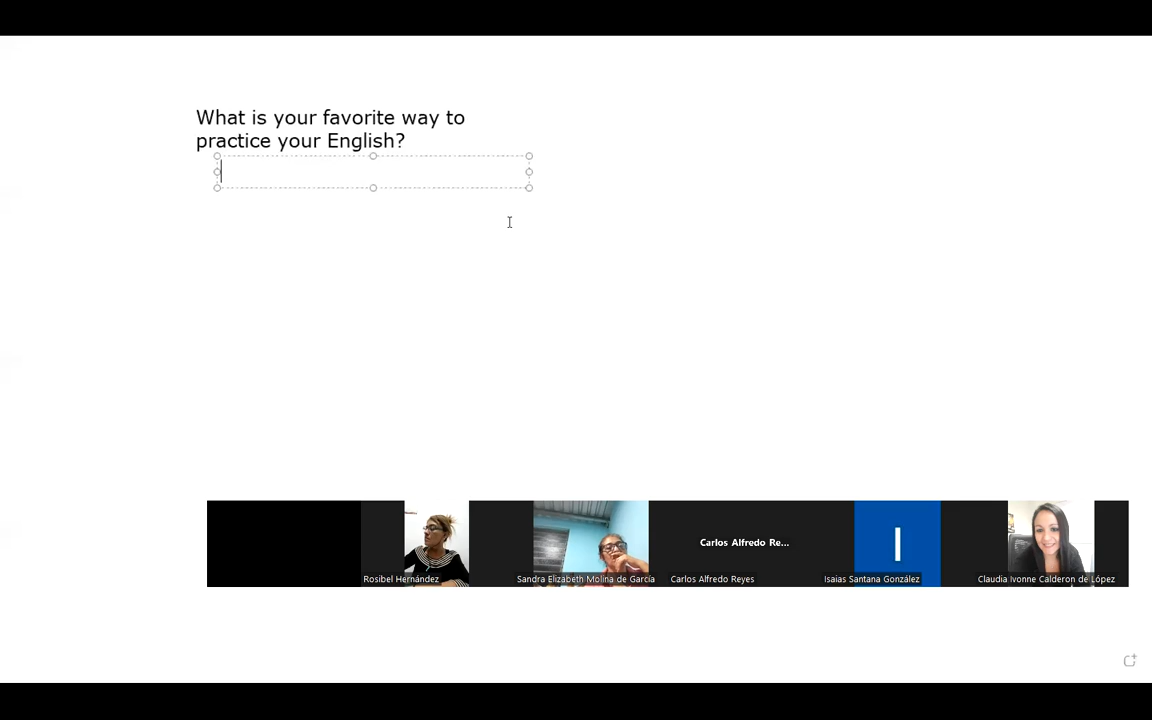 What is your favorite way to
practice your English?
Carlos Alfredo Re...
I
Rosibel Hernández
Sandra Elizabeth Molina de García
Carlos Alfredo Reyes
Isaias Santana González
Claudia Ivonne Calderon de López